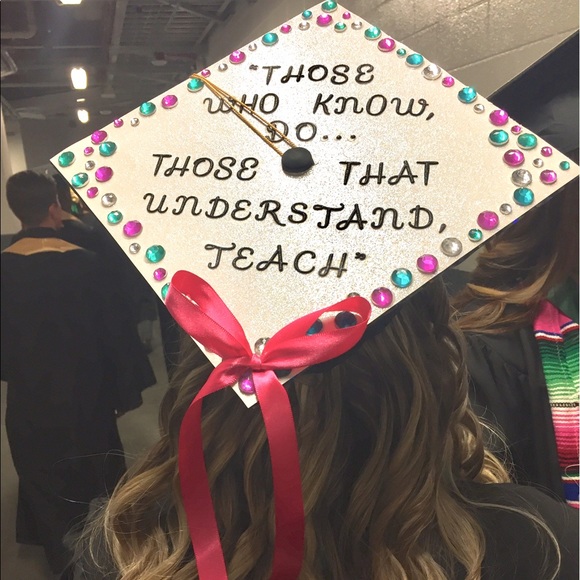 "THOSE
WHO KNOW,
DO...
THOSE THAT
UNDERSTAND,
TEACH"